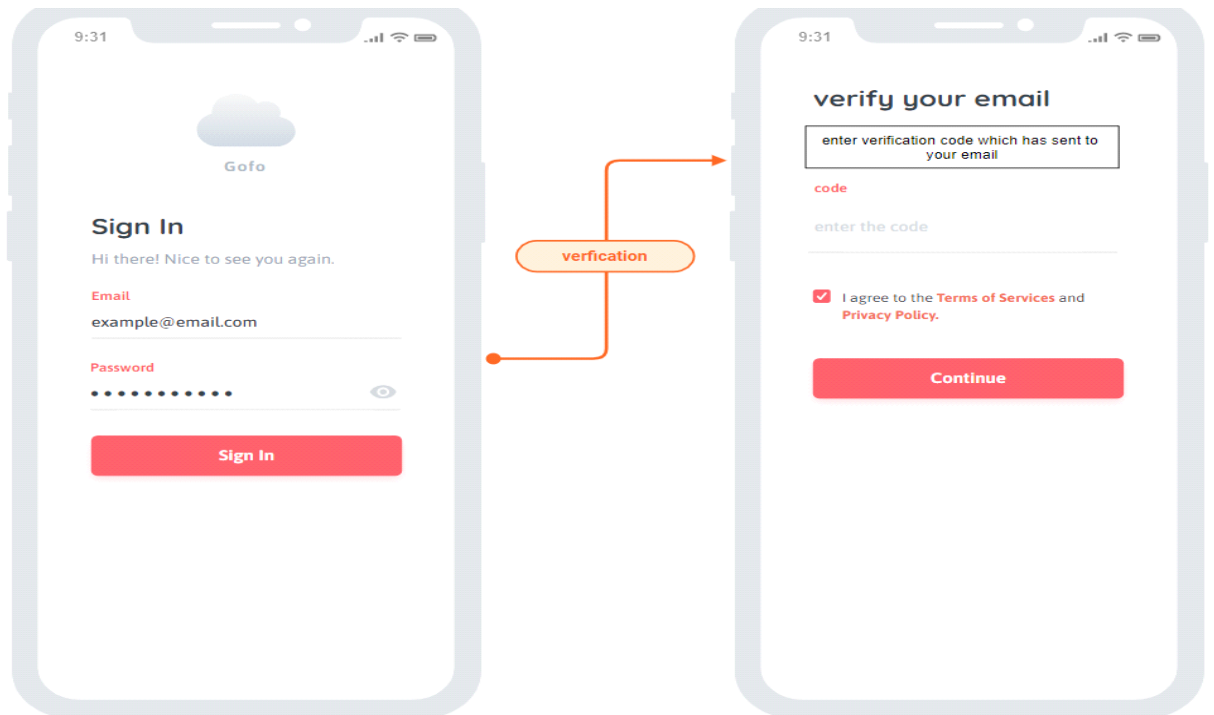 9:31
Gofo
Sign In
Hi there! Nice to see you again.
Email
example@email.com
Password
•••••••••••
Sign In
verfication
9:31
verify your email
enter verification code which has sent to
your email
code
enter the code
I agree to the Terms of Services and
Privacy Policy.
Continue